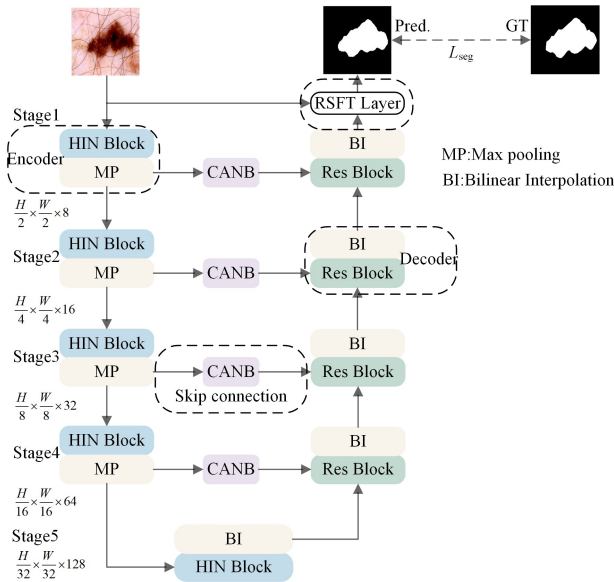 Pred.
GT
L_seg
RSFT Layer
Stage1
Encoder
HIN Block
MP
CANB
BI
Res Block
MP:Max pooling
BI:Bilinear Interpolation
H/2 × W/2 × 8
Stage2
HIN Block
MP
CANB
BI
Res Block
Decoder
H/4 × W/4 × 16
Stage3
HIN Block
MP
CANB
Skip connection
BI
Res Block
H/8 × W/8 × 32
Stage4
HIN Block
MP
CANB
BI
Res Block
H/16 × W/16 × 64
Stage5
BI
HIN Block
H/32 × W/32 × 128